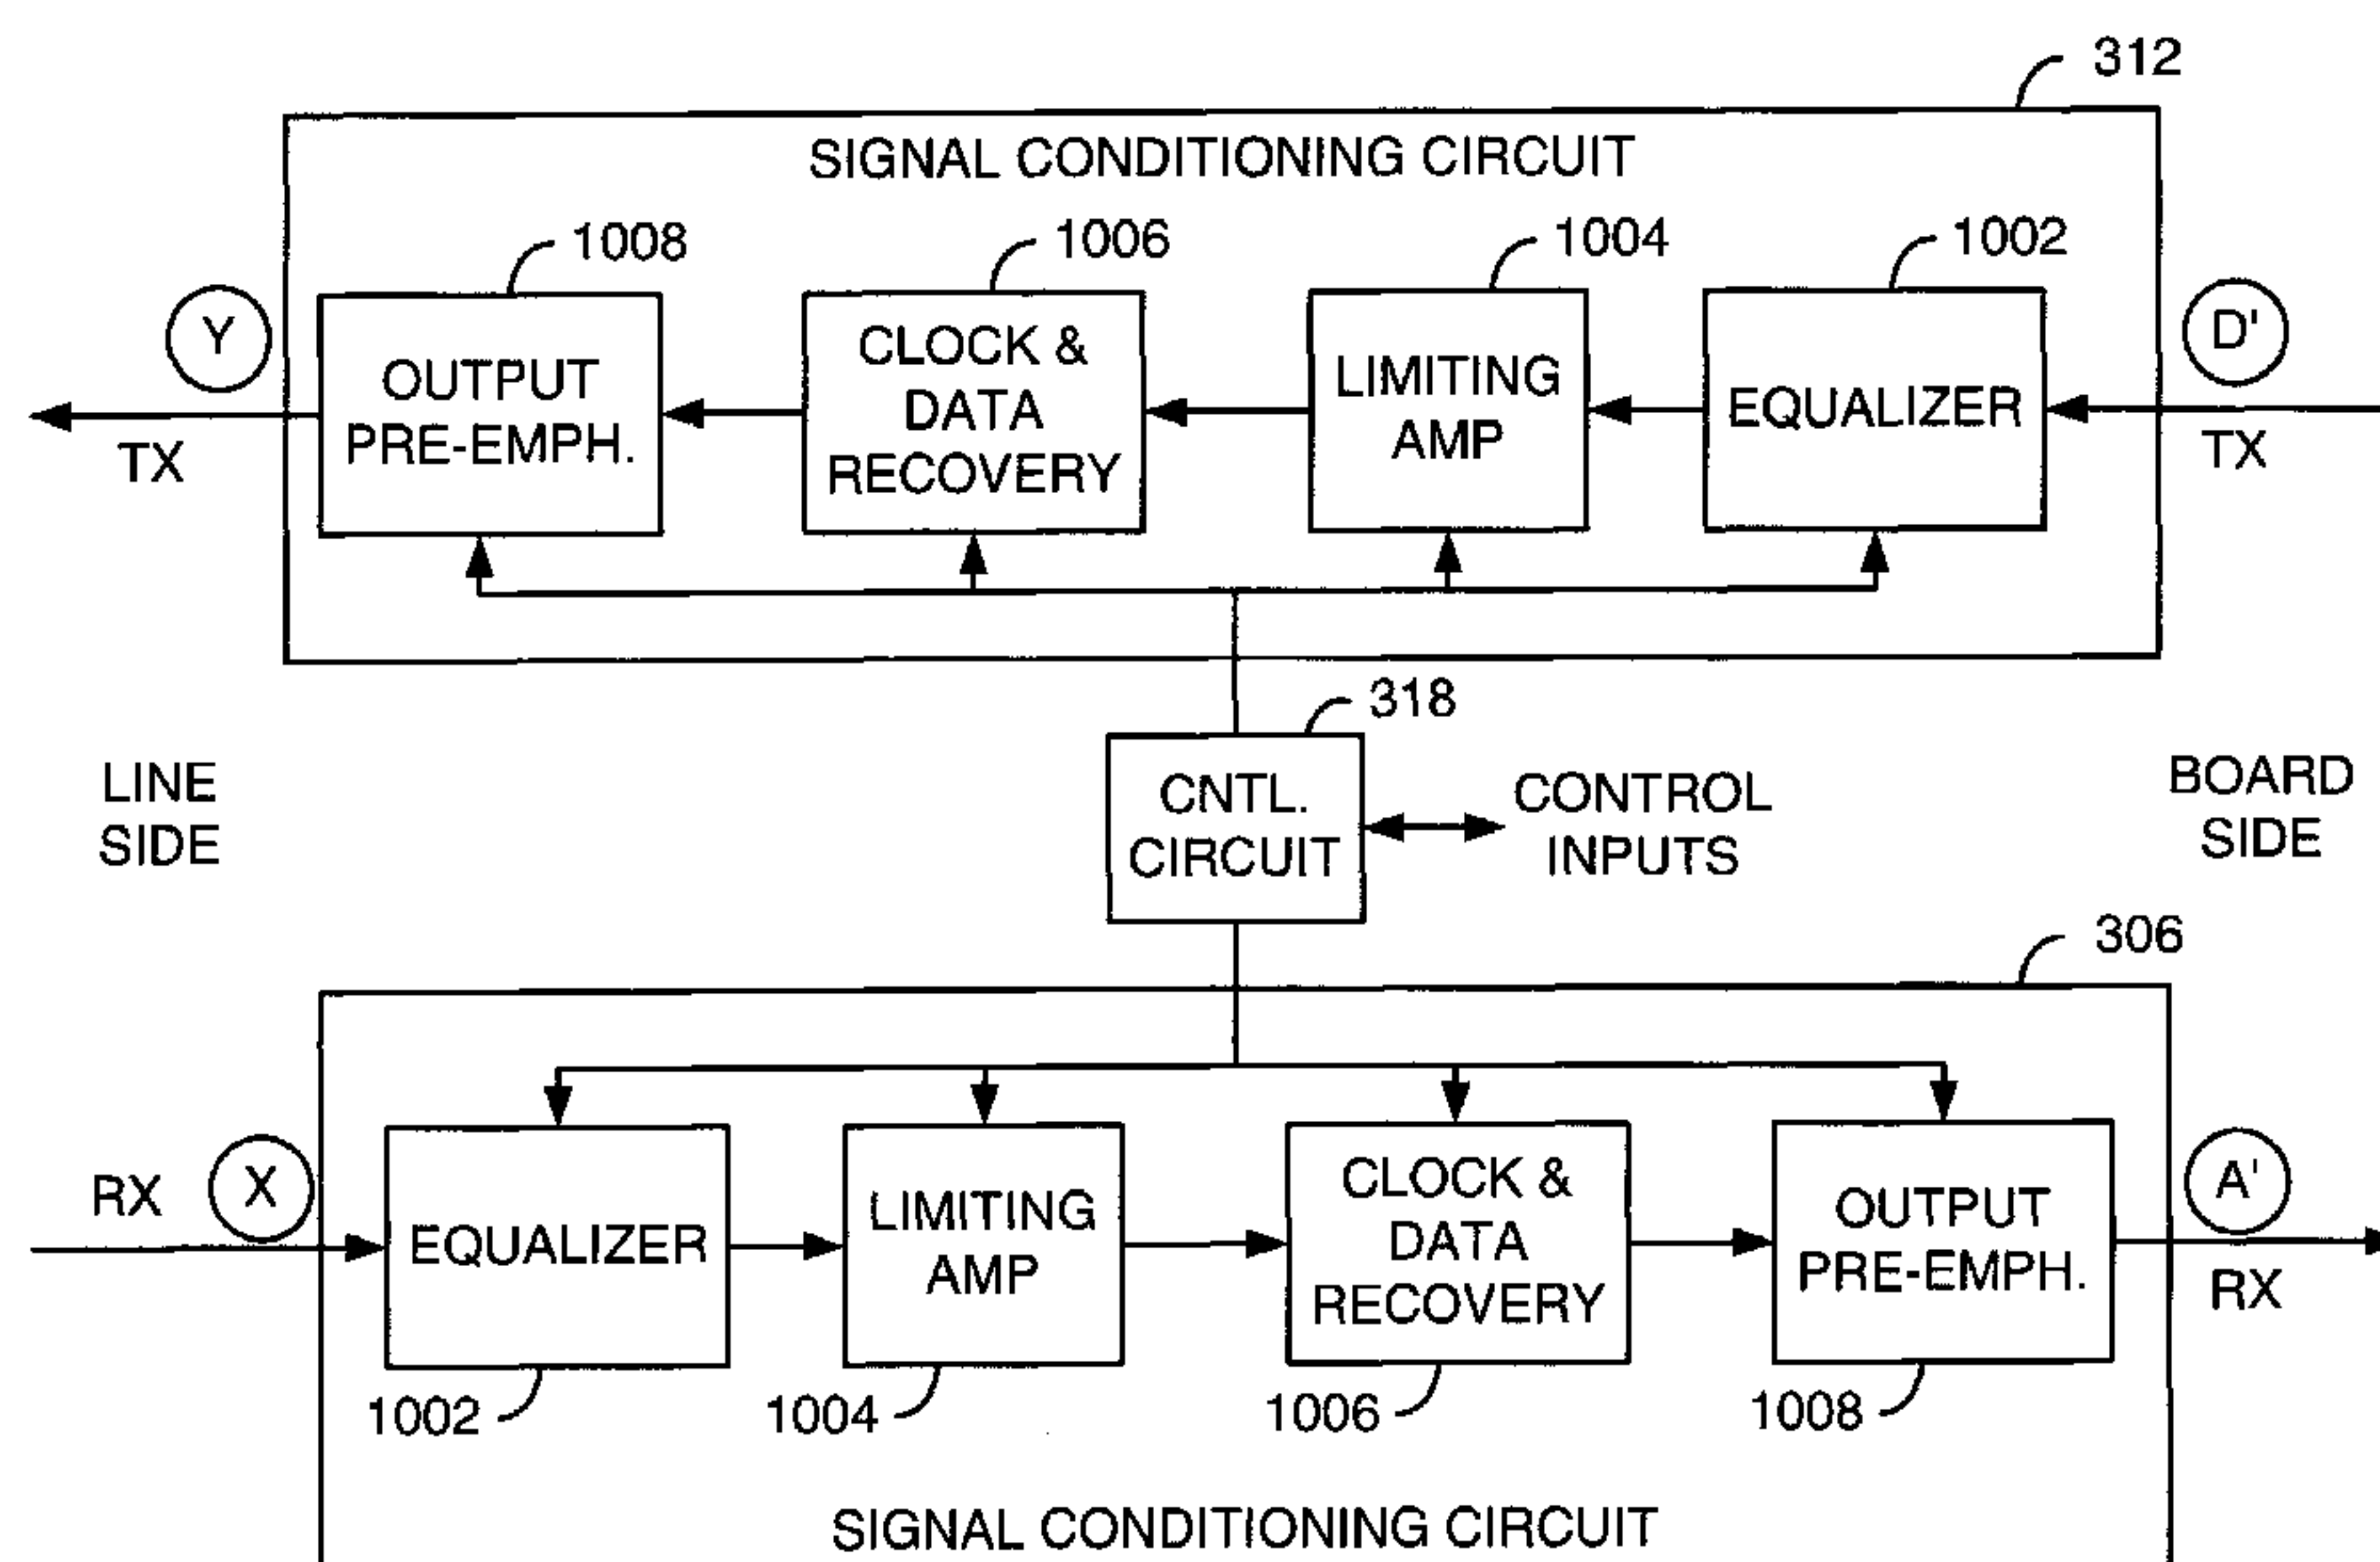 312
SIGNAL CONDITIONING CIRCUIT
1008
1006
1004
1002
Y
OUTPUT
PRE-EMPH.
CLOCK &
DATA
RECOVERY
LIMITING
AMP
EQUALIZER
D'
TX
TX
318
LINE
SIDE
CNTL.
CIRCUIT
CONTROL
INPUTS
BOARD
SIDE
306
RX
X
EQUALIZER
LIMITING
AMP
CLOCK &
DATA
RECOVERY
OUTPUT
PRE-EMPH.
A'
RX
1002
1004
1006
1008
SIGNAL CONDITIONING CIRCUIT